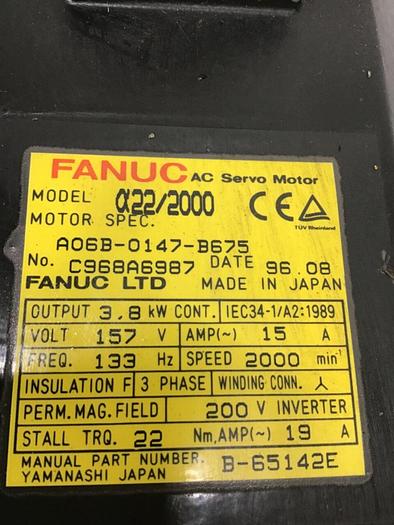 FANUC AC Servo Motor
MODEL α22/2000
MOTOR SPEC.
TÜV Rheinland
A06B-0147-B675
No. C968A6987 DATE 96.08
FANUC LTD MADE IN JAPAN
OUTPUT 3.8 kW CONT. IEC34-1/A2:1989
VOLT 157 V AMP(~) 15 A
FREQ. 133 Hz SPEED 2000 min⁻¹
INSULATION F 3 PHASE WINDING CONN. 人
PERM. MAG. FIELD 200 V INVERTER
STALL TRQ. 22 Nm, AMP(~) 19 A
MANUAL PART NUMBER. B-65142E
YAMANASHI JAPAN